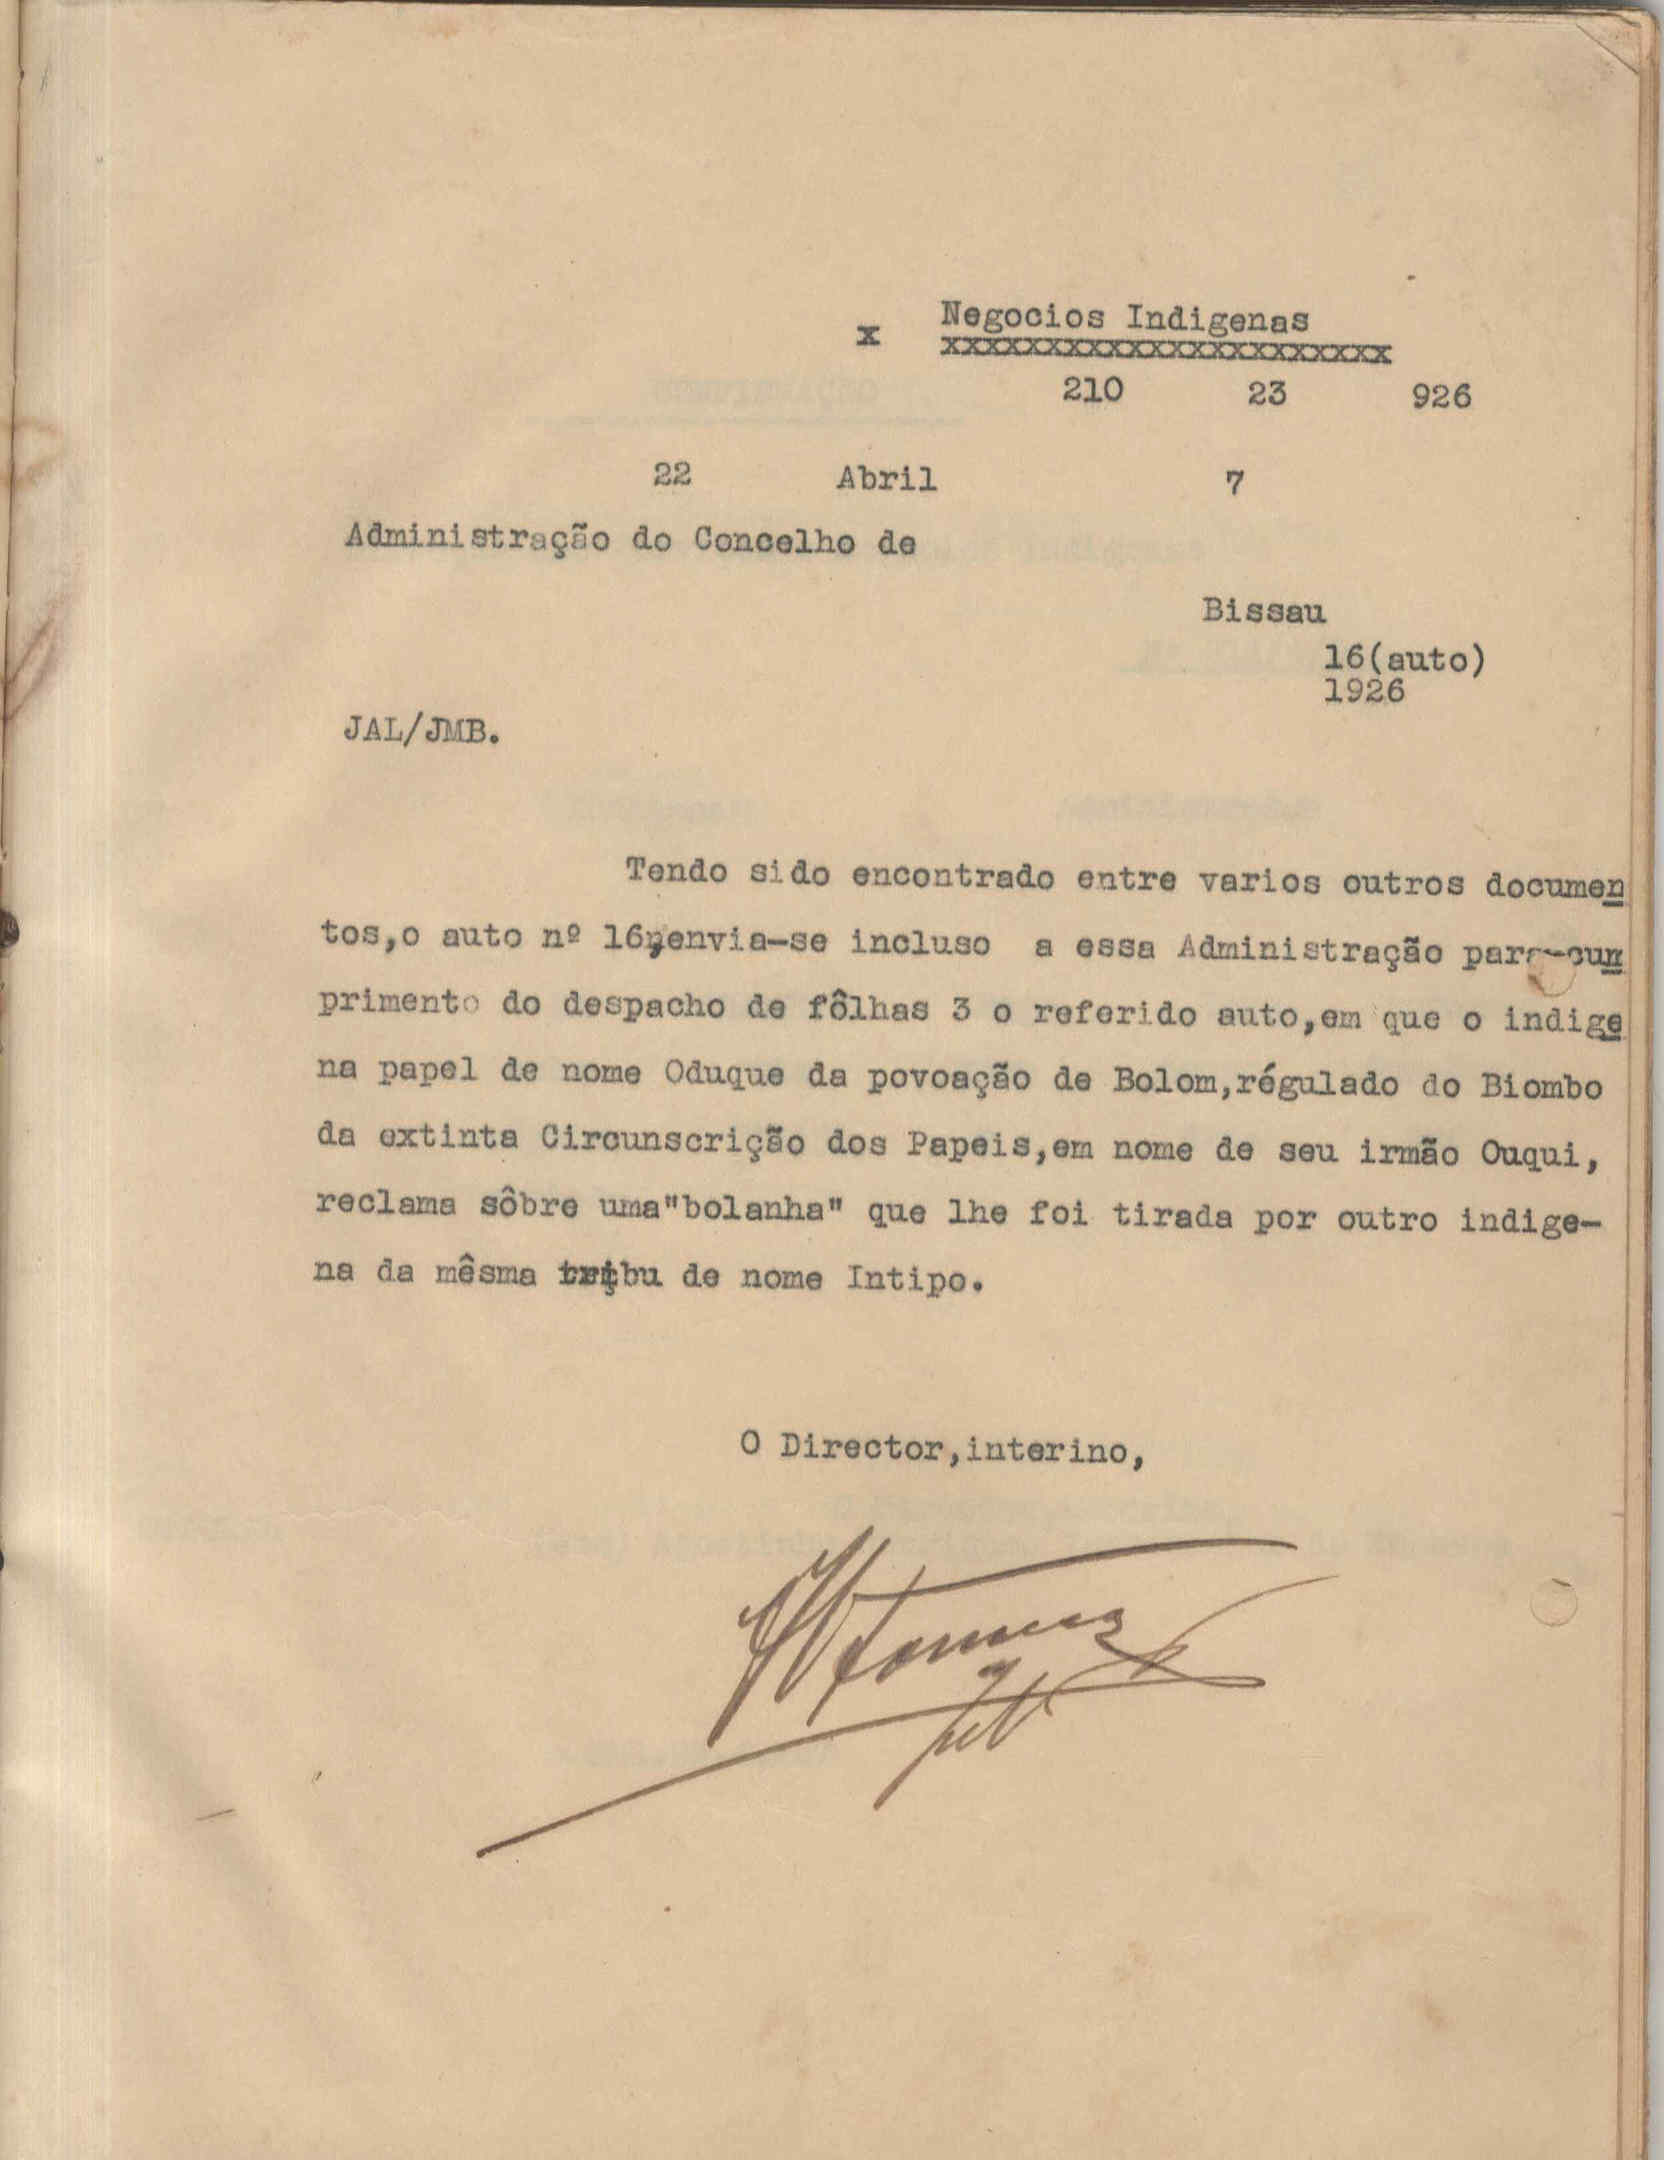 Negocios Indigenas
x xxxxxxxxxxxxxxxxxxxxxx
210 23 926
22 Abril 7
Administração do Concelho de
Bissau
16(auto)
1926
JAL/JMB.
Tendo sido encontrado entre varios outros documen
tos,o auto nº 16,envia-se incluso a essa Administração para cum
primento do despacho de fôlhas 3 o referido auto,em que o indige
na papel de nome Oduque da povoação de Bolom,régulado do Biombo
da extinta Circunscrição dos Papeis,em nome de seu irmão Ouqui,
reclama sôbre uma"bolanha" que lhe foi tirada por outro indige-
na da mêsma tribu de nome Intipo.
O Director,interino,